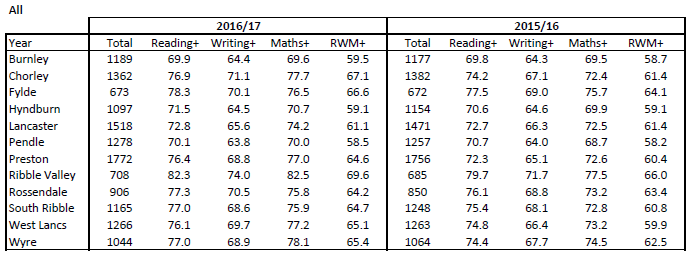 All
2016/17 2015/16
Year Total Reading+ Writing+ Maths+ RWM+ Total Reading+ Writing+ Maths+ RWM+
Burnley 1189 69.9 64.4 69.6 59.5 1177 69.8 64.3 69.5 58.7
Chorley 1362 76.9 71.1 77.7 67.1 1382 74.2 67.1 72.4 61.4
Fylde 673 78.3 70.1 76.5 66.6 672 77.5 69.0 75.7 64.1
Hyndburn 1097 71.5 64.5 70.7 59.1 1154 70.6 64.6 69.9 59.1
Lancaster 1518 72.8 65.6 74.2 61.1 1471 72.7 66.3 72.5 61.4
Pendle 1278 70.1 63.8 70.0 58.5 1257 70.7 64.0 68.7 58.2
Preston 1772 76.4 68.8 77.0 64.6 1756 72.3 65.1 72.6 60.4
Ribble Valley 708 82.3 74.0 82.5 69.6 685 79.7 71.7 77.5 66.0
Rossendale 906 77.3 70.5 75.8 64.2 850 76.1 68.8 73.2 63.4
South Ribble 1165 77.0 68.6 75.9 64.7 1248 75.4 68.1 72.8 60.8
West Lancs 1266 76.1 69.7 77.2 65.1 1263 74.8 66.4 73.2 59.9
Wyre 1044 77.0 68.9 78.1 65.4 1064 74.4 67.7 74.5 62.5